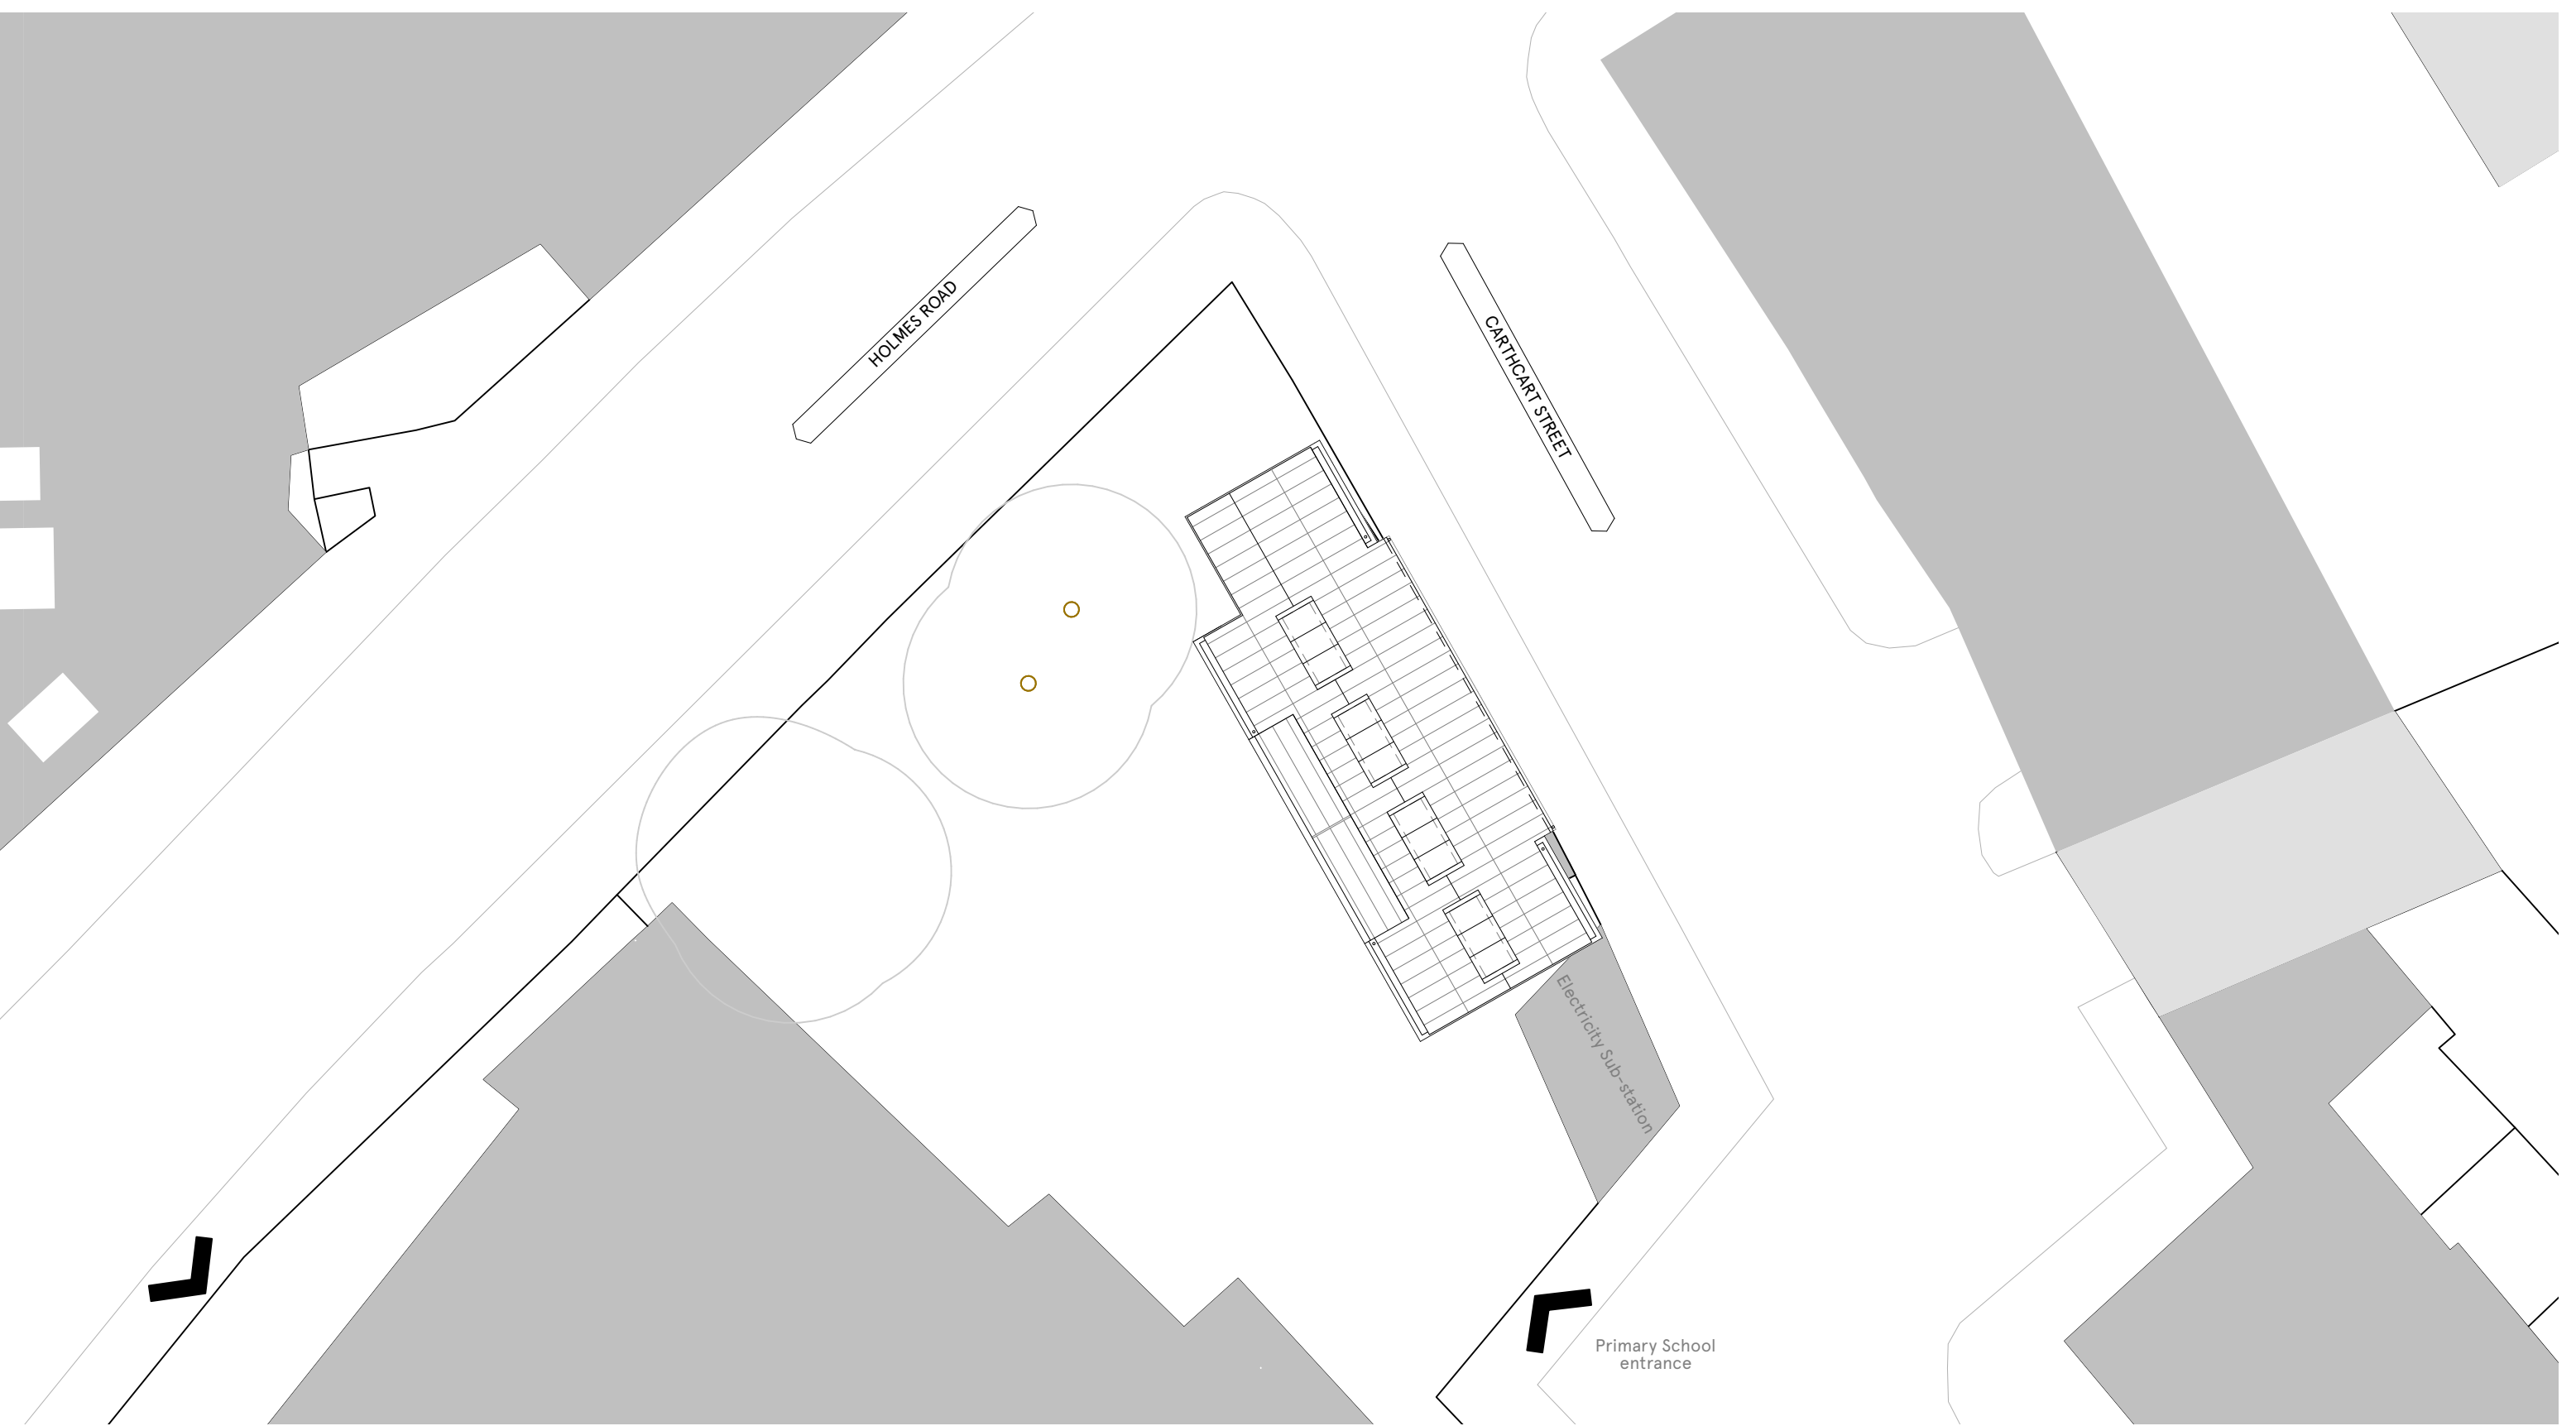 HOLMES ROAD
CARTHCART STREET
Electricity Sub-station
Primary School
entrance